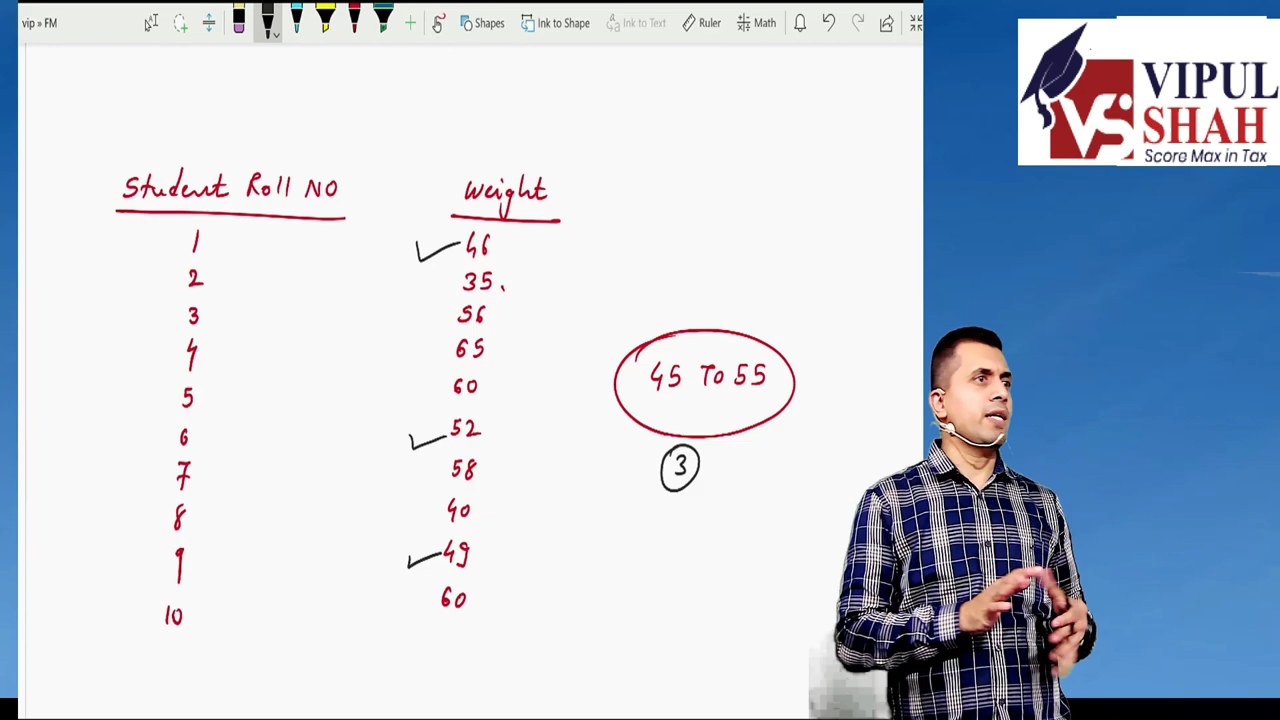 vip » FM
Shapes
Ink to Shape
Ink to Text
Ruler
Math
VIPUL
SHAH
VS
Score Max in Tax
Student Roll NO Weight
1 46
2 35
3 56
4 65
5 60
6 52
7 58
8 40
9 49
10 60
45 To 55
3